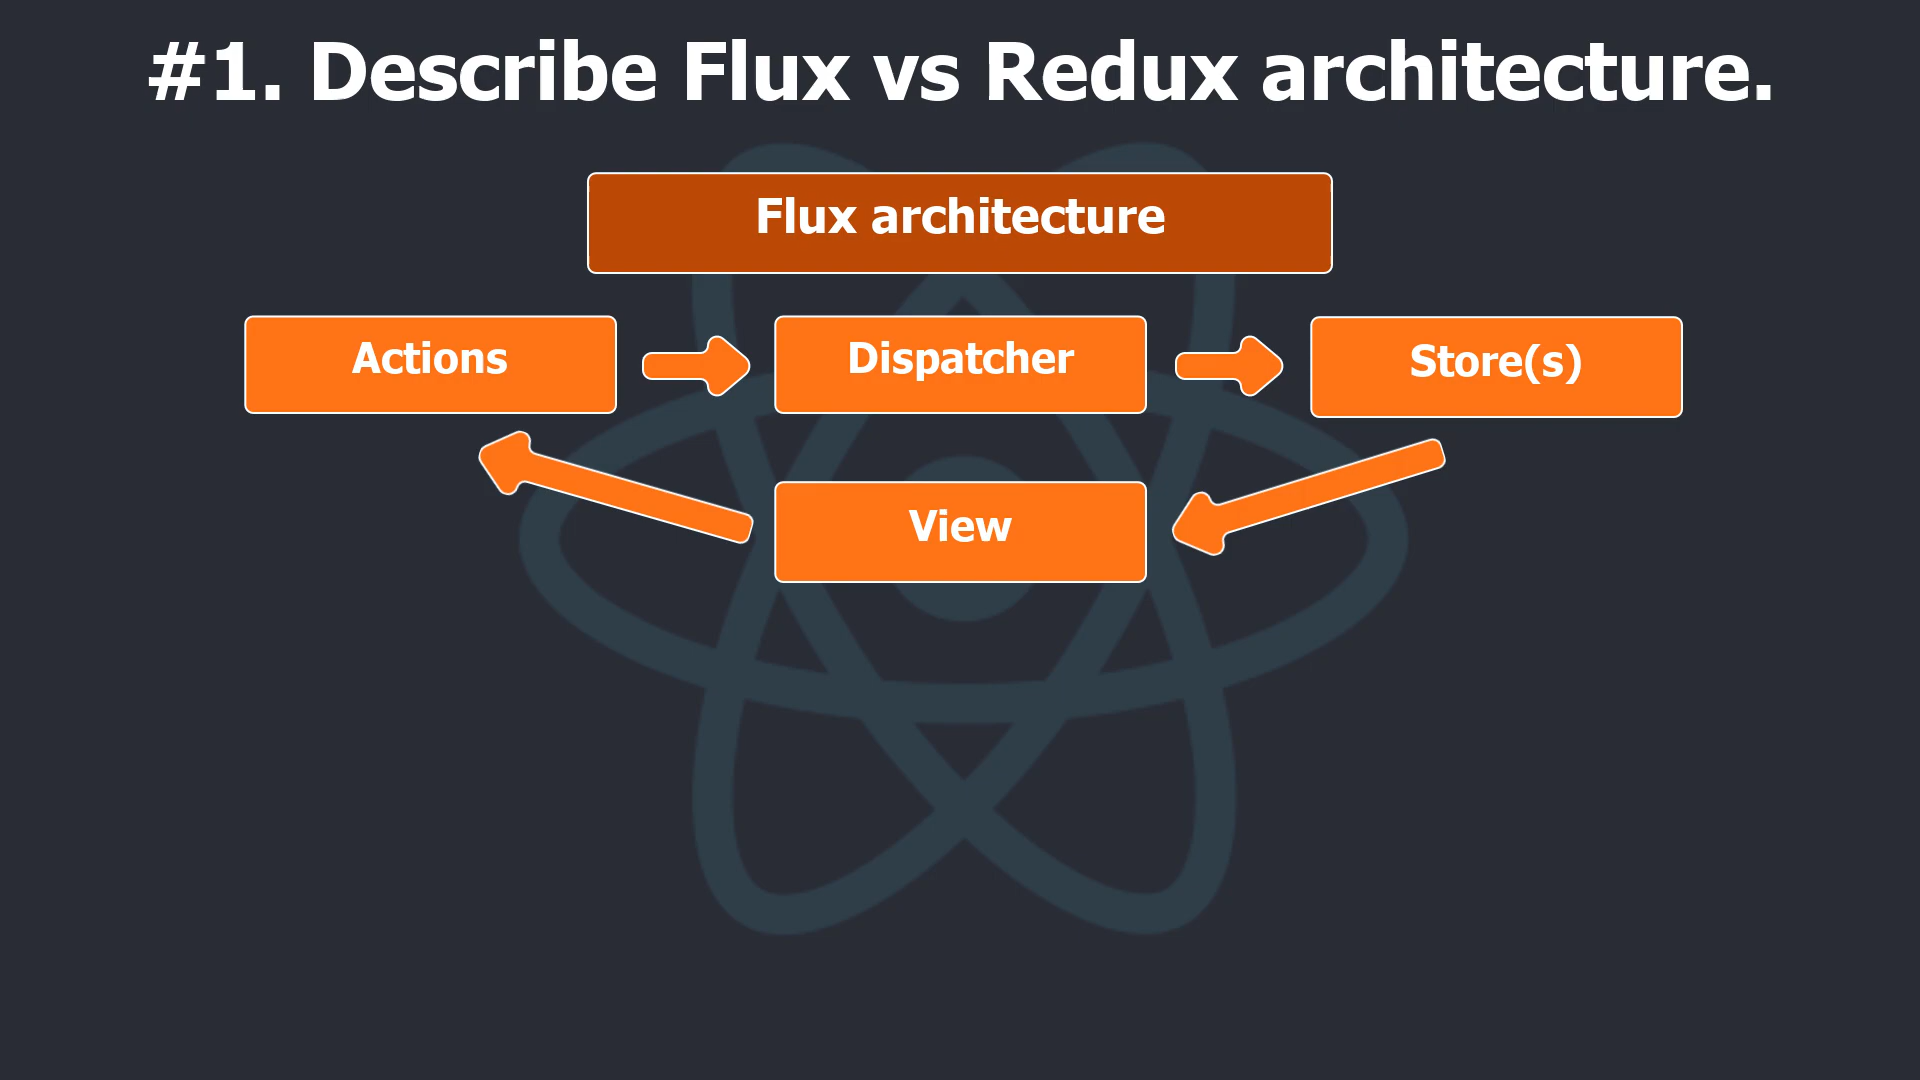 #1. Describe Flux vs Redux architecture.
Flux architecture
Actions
Dispatcher
Store(s)
View